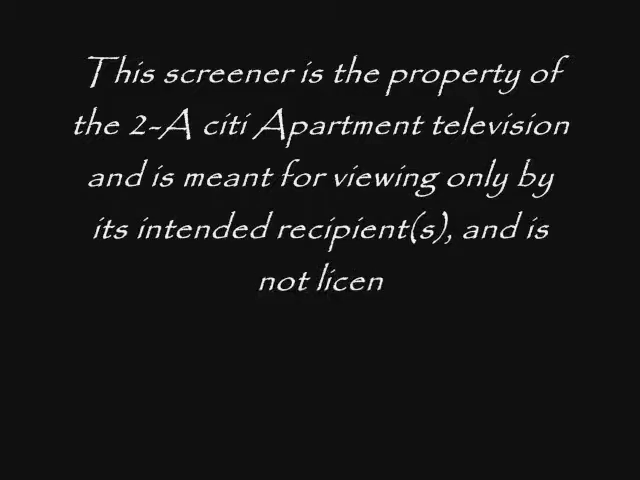 This screener is the property of
the 2-A citi Apartment television
and is meant for viewing only by
its intended recipient(s), and is
not licen